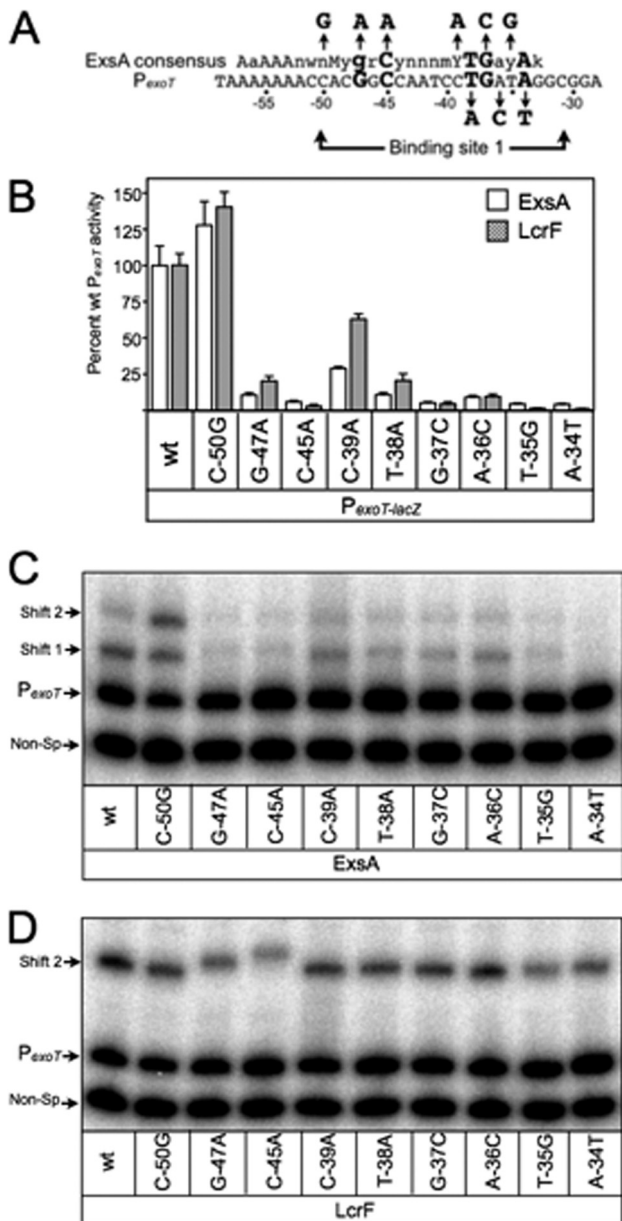 A
G A A A C G
ExsA consensus AaAAAnwnMygrCynnnmYTGayAk
PexoT TAAAAAAACCACGGCCAATCCTGATAGGCGGA
-55 -50 -45 -40 -35 -30
A C T
Binding site 1
B
Percent wt PexoT activity
150
125
100
75
50
25
ExsA
LcrF
wt C-50G G-47A C-45A C-39A T-38A G-37C A-36C T-35G A-34T
PexoT-lacZ
C
Shift 2
Shift 1
PexoT
Non-Sp
wt C-50G G-47A C-45A C-39A T-38A G-37C A-36C T-35G A-34T
ExsA
D
Shift 2
PexoT
Non-Sp
wt C-50G G-47A C-45A C-39A T-38A G-37C A-36C T-35G A-34T
LcrF